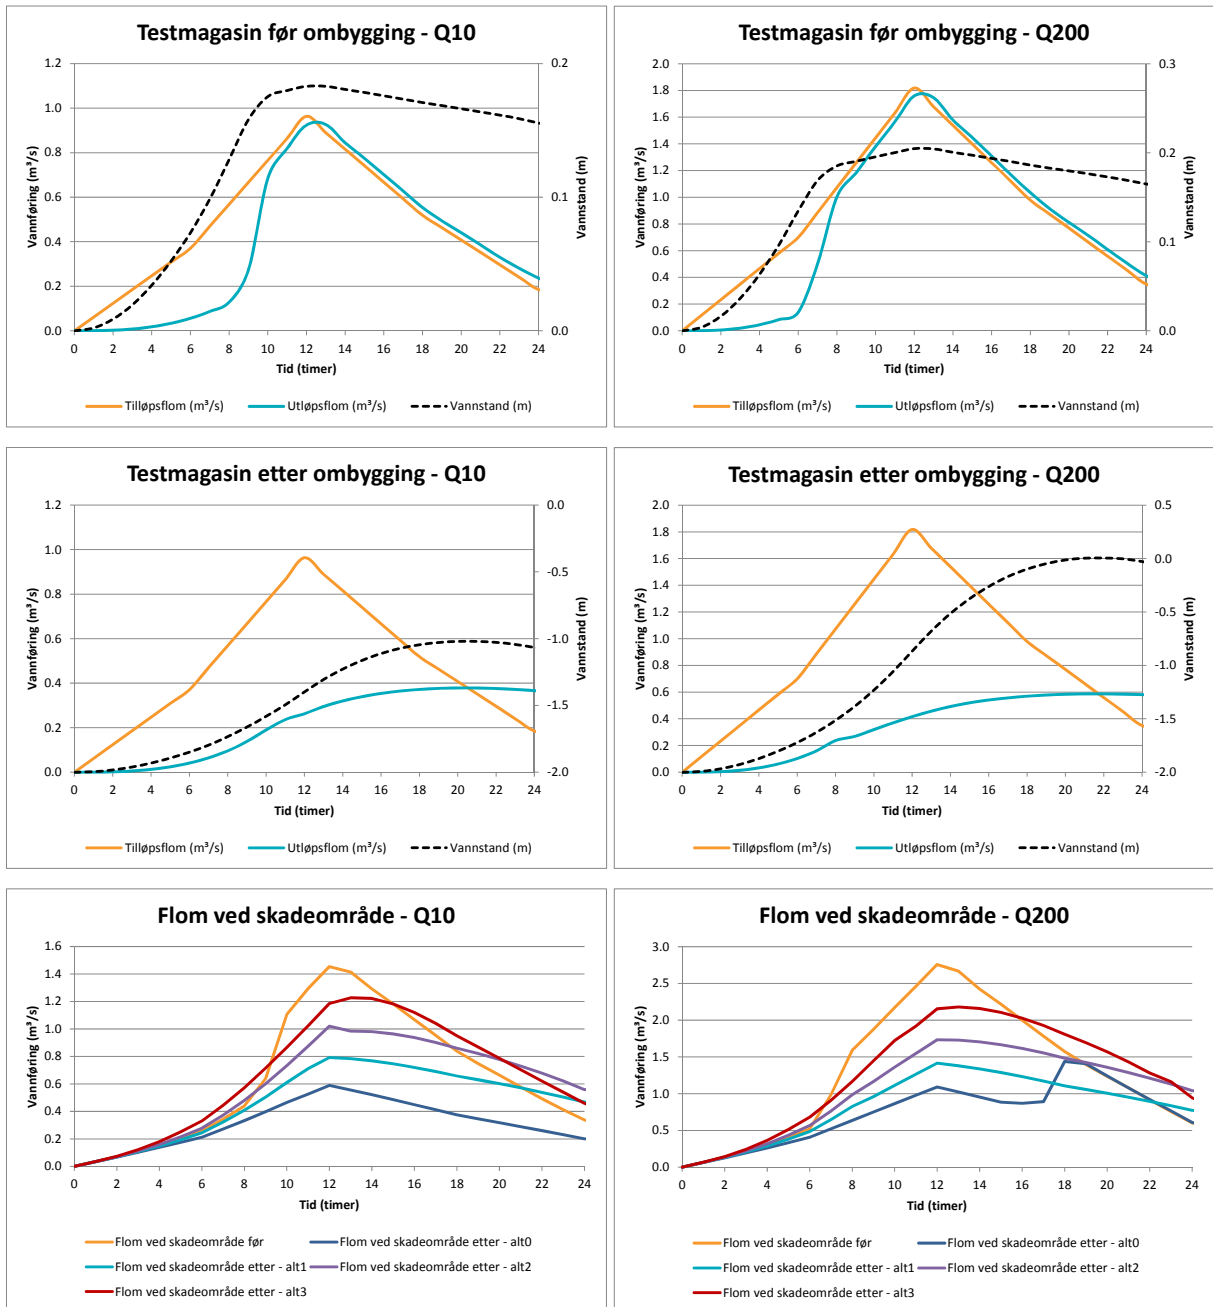 Testmagasin før ombygging - Q10
1.2
1.0
0.8
0.6
0.4
0.2
0.0
0.2
0.1
0.0
Vannføring (m³/s)
Vannstand (m)
0 2 4 6 8 10 12 14 16 18 20 22 24
Tid (timer)
Tilløpsflom (m³/s) Utløpsflom (m³/s) Vannstand (m)
Testmagasin før ombygging - Q200
2.0
1.8
1.6
1.4
1.2
1.0
0.8
0.6
0.4
0.2
0.0
0.3
0.2
0.1
0.0
Vannføring (m³/s)
Vannstand (m)
0 2 4 6 8 10 12 14 16 18 20 22 24
Tid (timer)
Tilløpsflom (m³/s) Utløpsflom (m³/s) Vannstand (m)
Testmagasin etter ombygging - Q10
1.2
1.0
0.8
0.6
0.4
0.2
0.0
0.0
-0.5
-1.0
-1.5
-2.0
Vannføring (m³/s)
Vannstand (m)
0 2 4 6 8 10 12 14 16 18 20 22 24
Tid (timer)
Tilløpsflom (m³/s) Utløpsflom (m³/s) Vannstand (m)
Testmagasin etter ombygging - Q200
2.0
1.8
1.6
1.4
1.2
1.0
0.8
0.6
0.4
0.2
0.0
0.5
0.0
-0.5
-1.0
-1.5
-2.0
Vannføring (m³/s)
Vannstand (m)
0 2 4 6 8 10 12 14 16 18 20 22 24
Tid (timer)
Tilløpsflom (m³/s) Utløpsflom (m³/s) Vannstand (m)
Flom ved skadeområde - Q10
1.6
1.4
1.2
1.0
0.8
0.6
0.4
0.2
0.0
Vannføring (m³/s)
0 2 4 6 8 10 12 14 16 18 20 22 24
Tid (timer)
Flom ved skadeområde før Flom ved skadeområde etter - alt0
Flom ved skadeområde etter - alt1 Flom ved skadeområde etter - alt2
Flom ved skadeområde etter - alt3
Flom ved skadeområde - Q200
3.0
2.5
2.0
1.5
1.0
0.5
0.0
Vannføring (m³/s)
0 2 4 6 8 10 12 14 16 18 20 22 24
Tid (timer)
Flom ved skadeområde før Flom ved skadeområde etter - alt0
Flom ved skadeområde etter - alt1 Flom ved skadeområde etter - alt2
Flom ved skadeområde etter - alt3